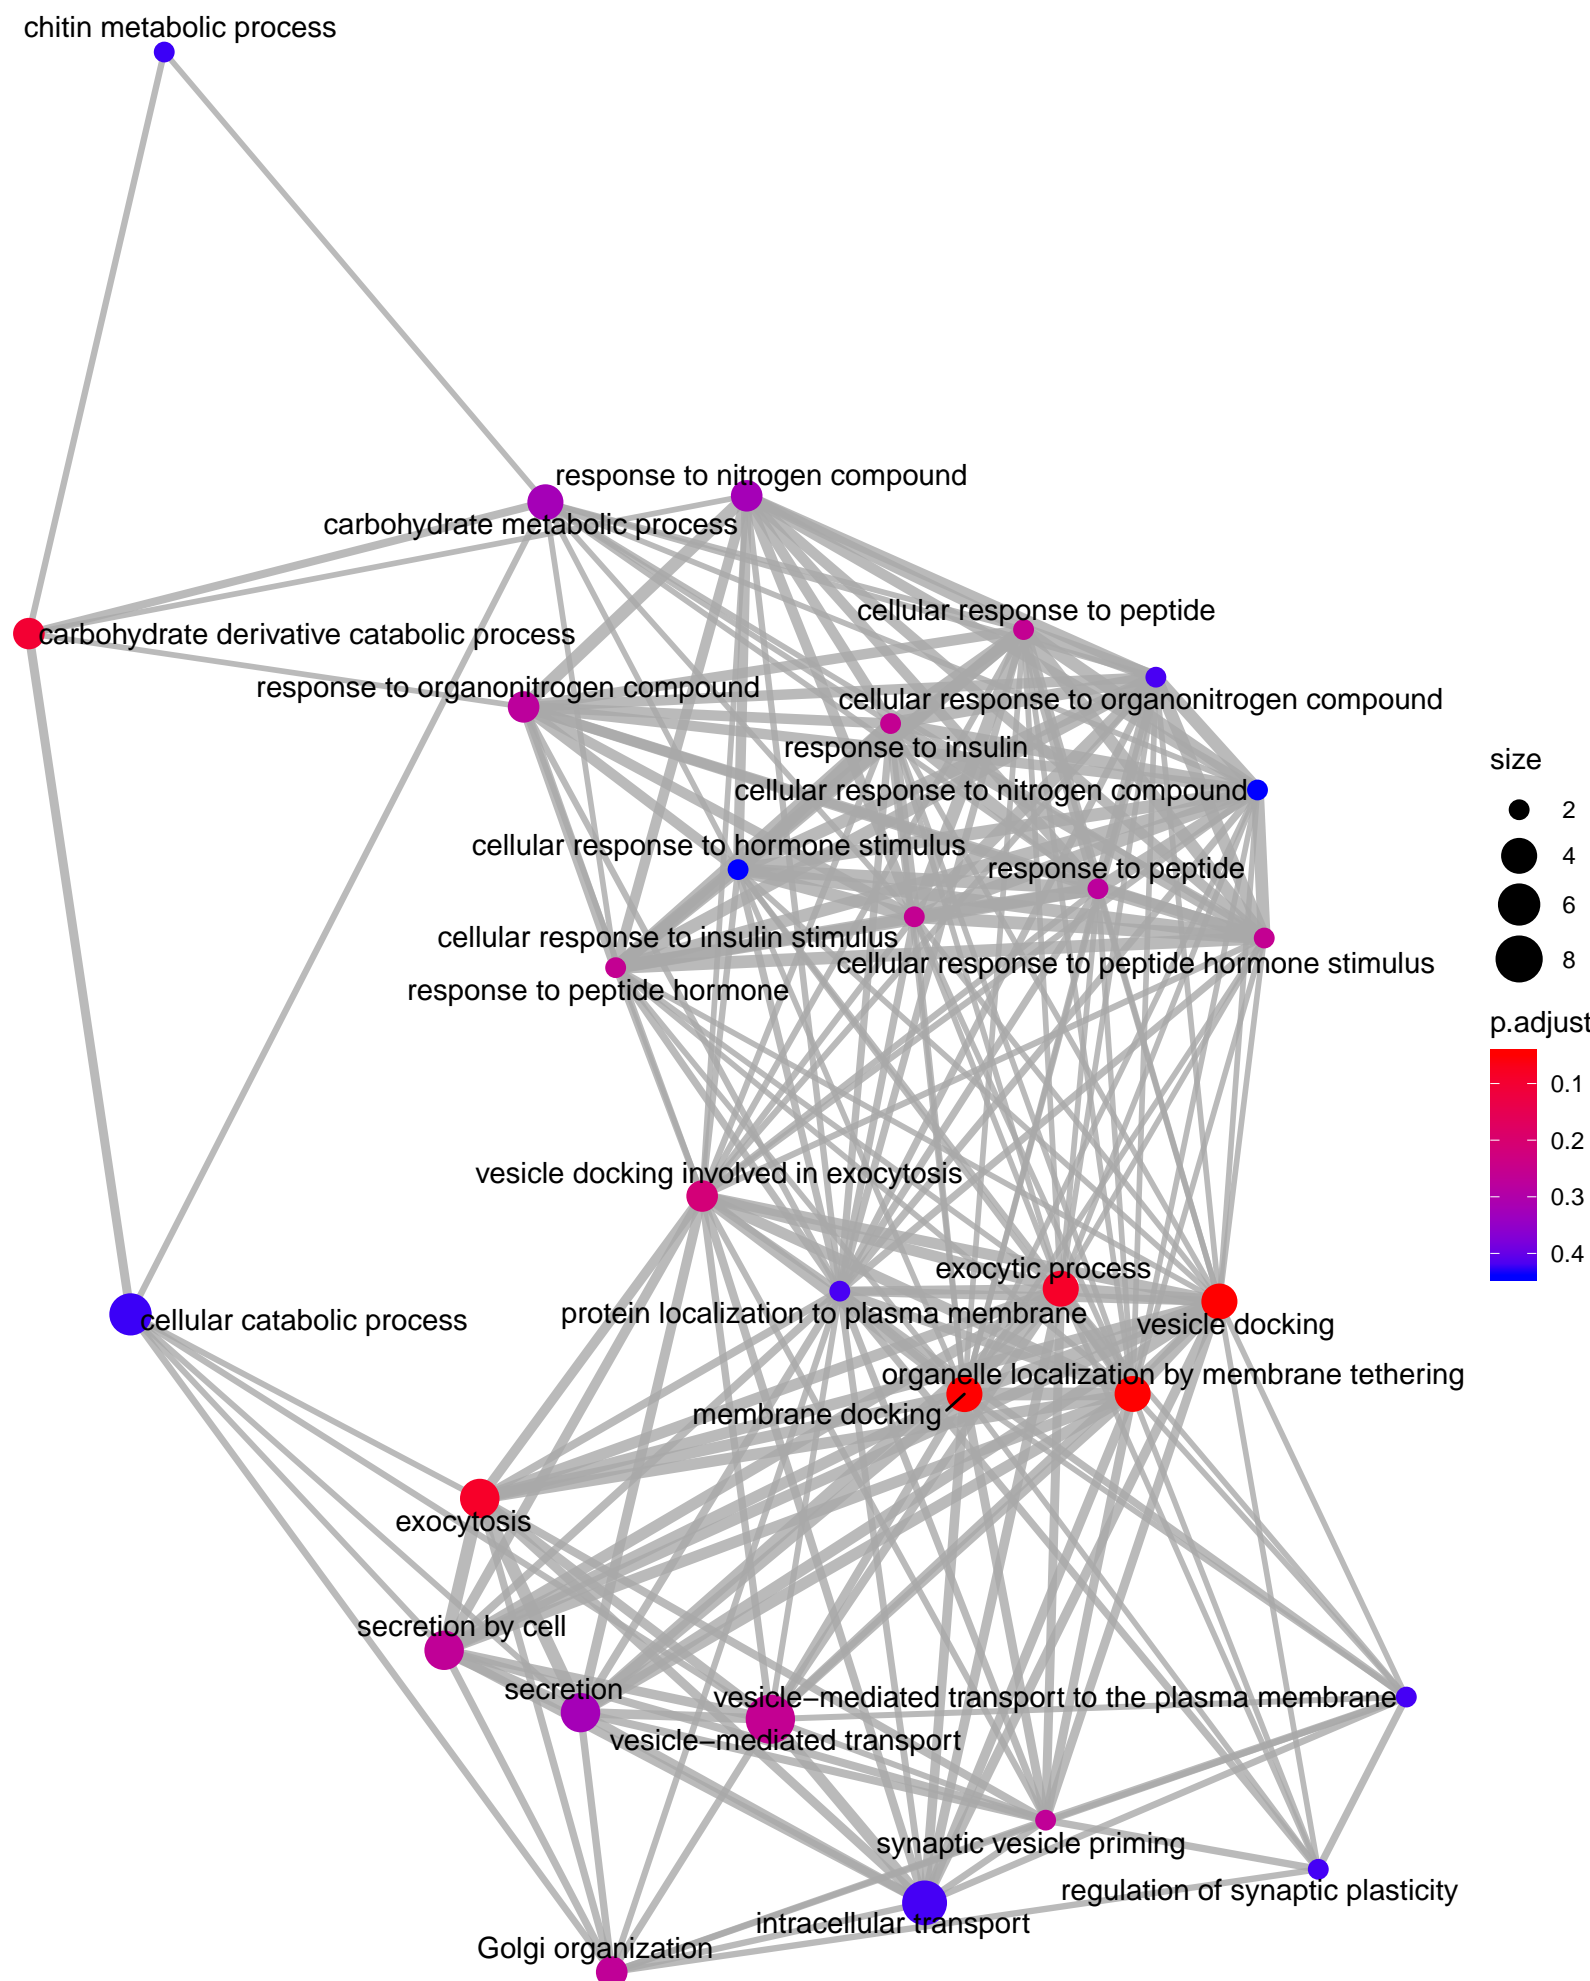 chitin metabolic process
response to nitrogen compound
carbohydrate metabolic process
cellular response to peptide
carbohydrate derivative catabolic process
response to organonitrogen compound
cellular response to organonitrogen compound
response to insulin
size
cellular response to nitrogen compound
2
cellular response to hormone stimulus
4
response to peptide
6
cellular response to insulin stimulus
cellular response to peptide hormone stimulus
8
response to peptide hormone
p.adjust
0.1
0.2
vesicle docking involved in exocytosis
0.3
0.4
exocytic process
protein localization to plasma membrane
cellular catabolic process
vesicle docking
organelle localization by membrane tethering
membrane docking
exocytosis
secretion by cell
secretion
vesicle−mediated transport to the plasma membrane
vesicle−mediated transport
synaptic vesicle priming
regulation of synaptic plasticity
intracellular transport
Golgi organization